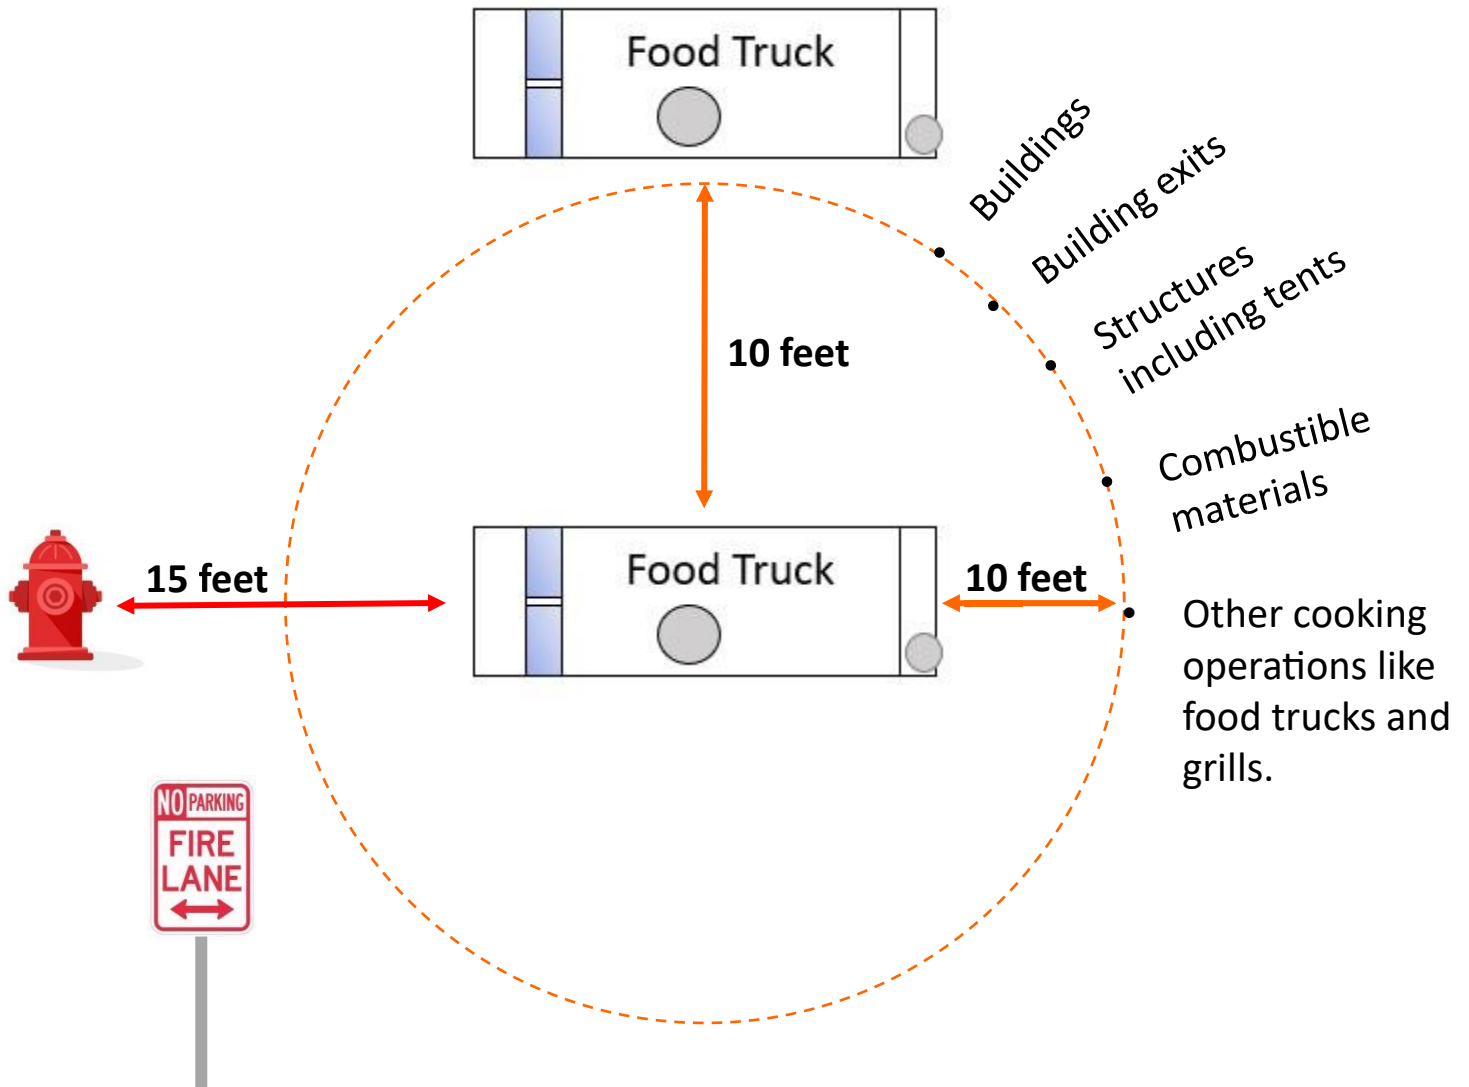 Food Truck
Buildings
Building exits
Structures
including tents
Combustible
materials
10 feet
Food Truck
15 feet
10 feet
Other cooking
operations like
food trucks and
grills.
NO PARKING
FIRE
LANE